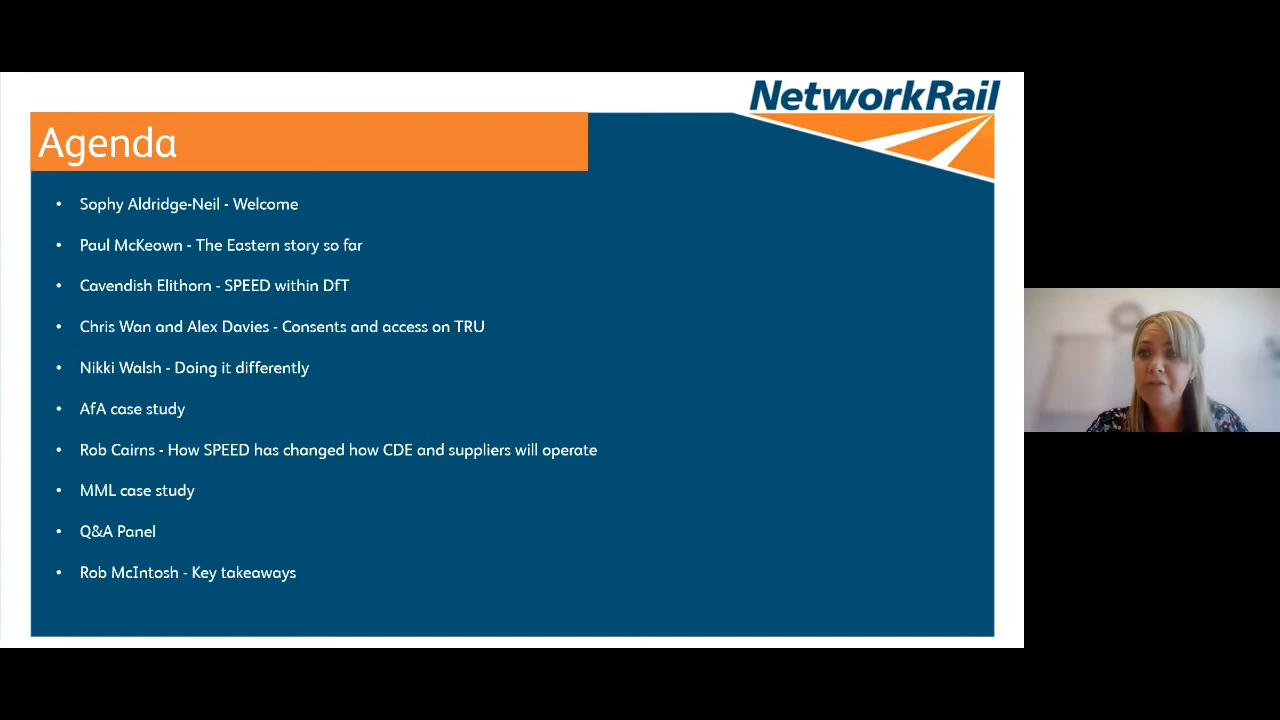 NetworkRail
Agenda
• Sophy Aldridge-Neil - Welcome
• Paul McKeown - The Eastern story so far
• Cavendish Elithorn - SPEED within DfT
• Chris Wan and Alex Davies - Consents and access on TRU
• Nikki Walsh - Doing it differently
• AfA case study
• Rob Cairns - How SPEED has changed how CDE and suppliers will operate
• MML case study
• Q&A Panel
• Rob McIntosh - Key takeaways